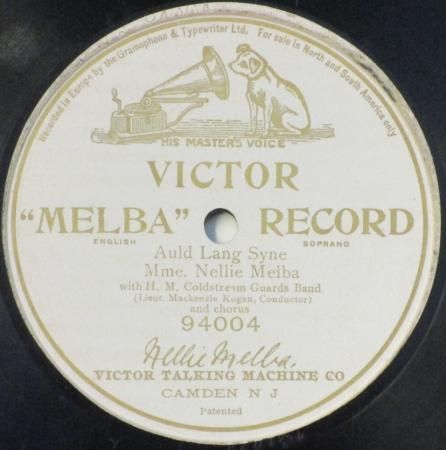 Recorded in Europe by the Gramophone & Typewriter Ltd. For sale in North and South America only
HIS MASTER'S VOICE
VICTOR
"MELBA" RECORD
ENGLISH SOPRANO
Auld Lang Syne
Mme. Nellie Melba
with H. M. Coldstream Guards Band
(Lieut. Mackenzie Rogan, Conductor)
and chorus
94004
Nellie Melba.
VICTOR TALKING MACHINE CO
CAMDEN N J
Patented